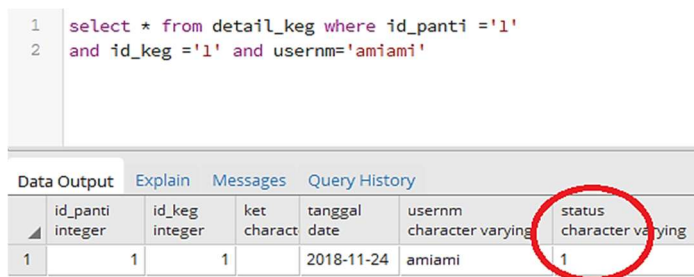 1 select * from detail_keg where id_panti ='1'
2 and id_keg ='1' and usernm='amiami'
Data Output Explain Messages Query History
id_panti id_keg ket tanggal usernm status
integer integer charact date character varying character varying
1 1 1 2018-11-24 amiami 1